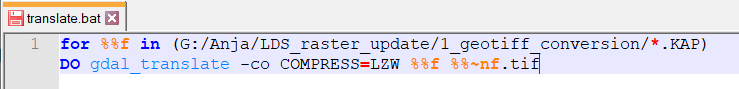 translate.bat
1 for %%f in (G:/Anja/LDS_raster_update/1_geotiff_conversion/*.KAP)
DO gdal_translate -co COMPRESS=LZW %%f %%~nf.tif